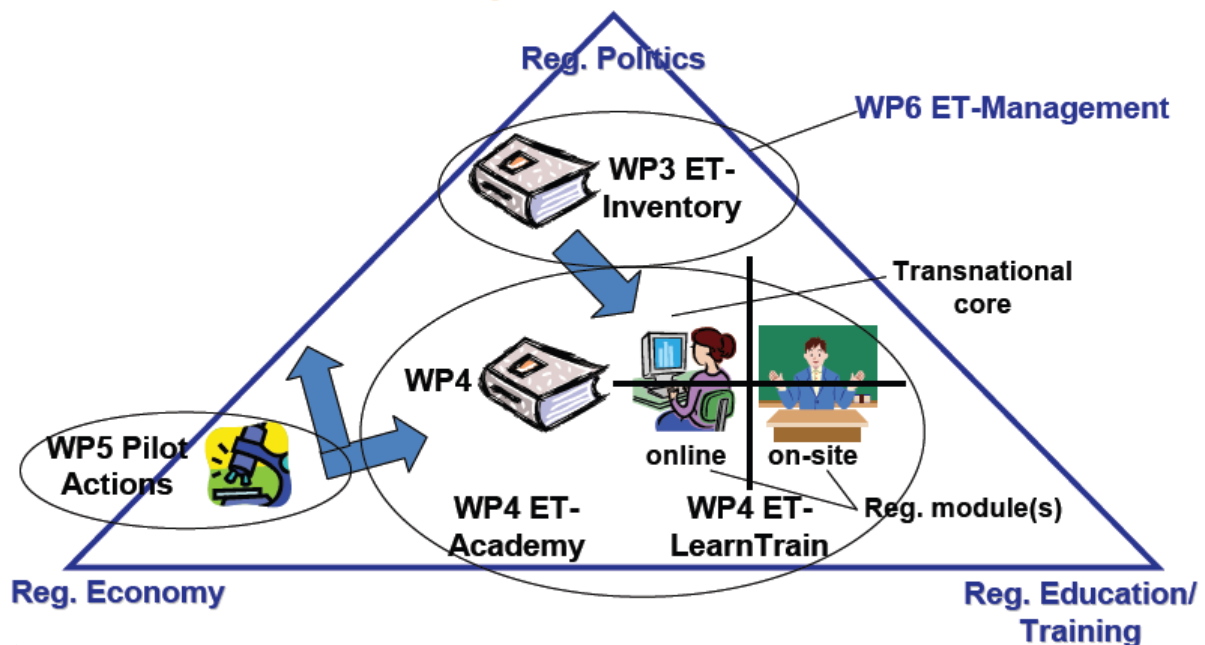 Reg. Politics
WP6 ET-Management
WP3 ET-
Inventory
Transnational
core
WP4
WP5 Pilot
Actions
online
on-site
WP4 ET-
Academy
WP4 ET-
LearnTrain
Reg. module(s)
Reg. Economy
Reg. Education/
Training